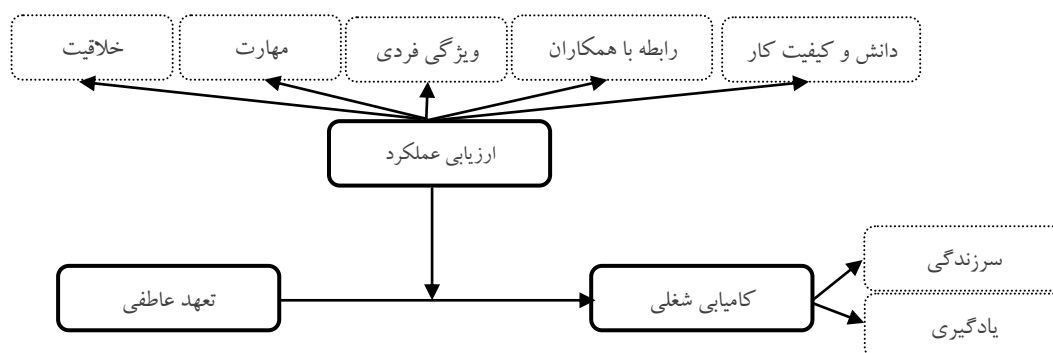 دانش و کیفیت کار
رابطه با همکاران
ویژگی فردی
مهارت
خلاقیت
ارزیابی عملکرد
سرزندگی
کامیابی شغلی
تعهد عاطفی
یادگیری